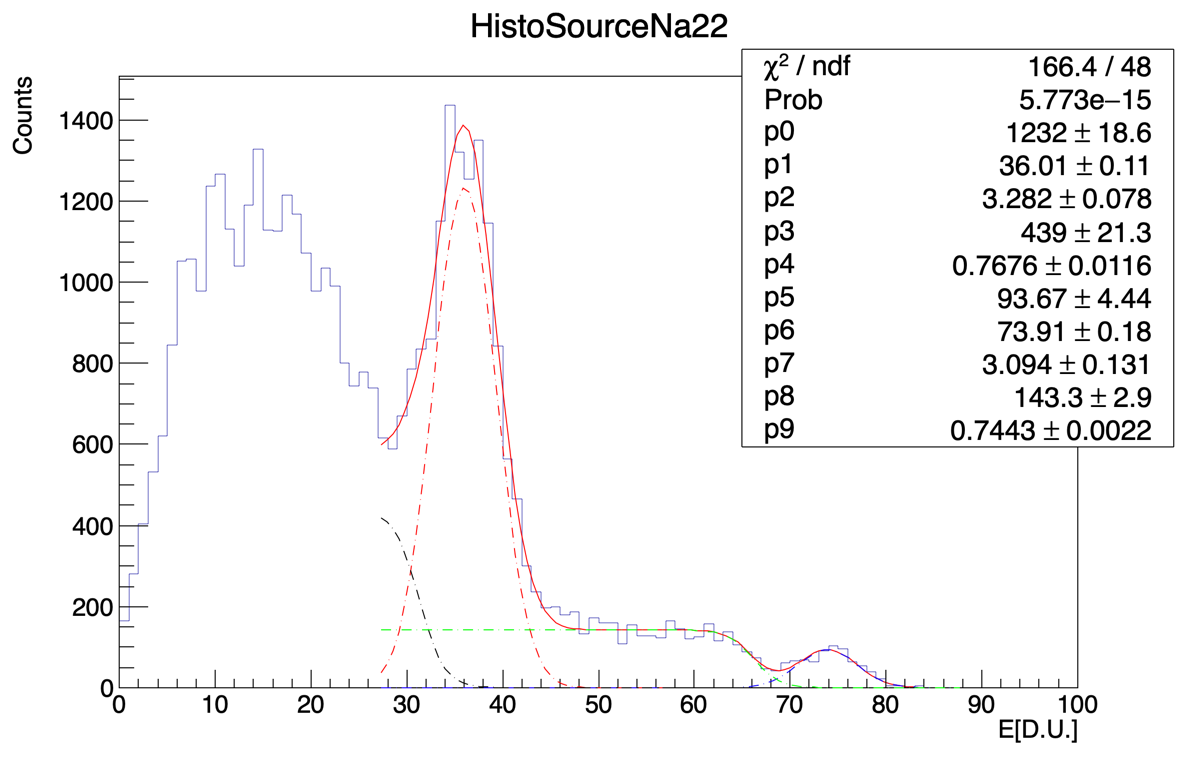 HistoSourceNa22
χ² / ndf 166.4 / 48
Prob 5.773e−15
p0 1232 ± 18.6
p1 36.01 ± 0.11
p2 3.282 ± 0.078
p3 439 ± 21.3
p4 0.7676 ± 0.0116
p5 93.67 ± 4.44
p6 73.91 ± 0.18
p7 3.094 ± 0.131
p8 143.3 ± 2.9
p9 0.7443 ± 0.0022
Counts
1400
1200
1000
800
600
400
200
0
0 10 20 30 40 50 60 70 80 90 100
E[D.U.]